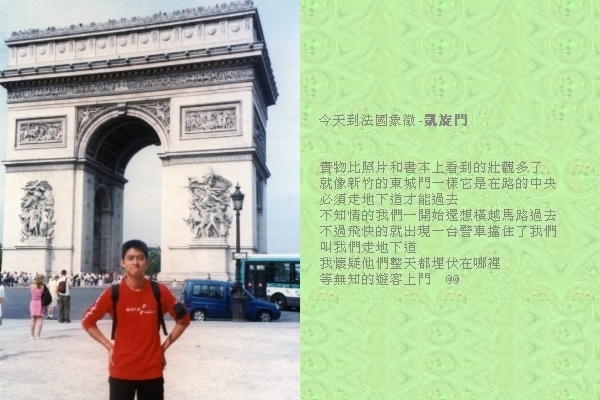 今天到法國象徵-凱旋門
實物比照片和書本上看到的壯觀多了
就像新竹的東城門一樣它是在路的中央
必須走地下道才能過去
不知情的我們一開始還想橫越馬路過去
不過飛快的就出現一台警車擋住了我們
叫我們走地下道
我懷疑他們整天都埋伏在哪裡
等無知的遊客上門 @@